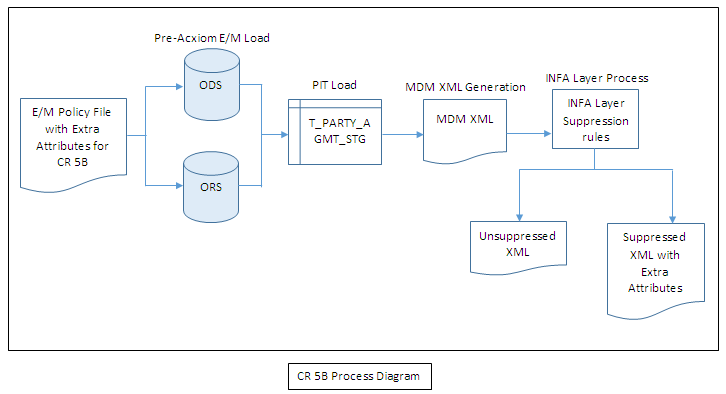 Pre-Acxiom E/M Load
ODS
E/M Policy File
with Extra
Attributes for
CR 5B
ORS
PIT Load
T_PARTY_A
GMT_STG
MDM XML Generation
MDM XML
INFA Layer Process
INFA Layer
Suppression
rules
Unsuppressed
XML
Suppressed
XML with
Extra
Attributes
CR 5B Process Diagram